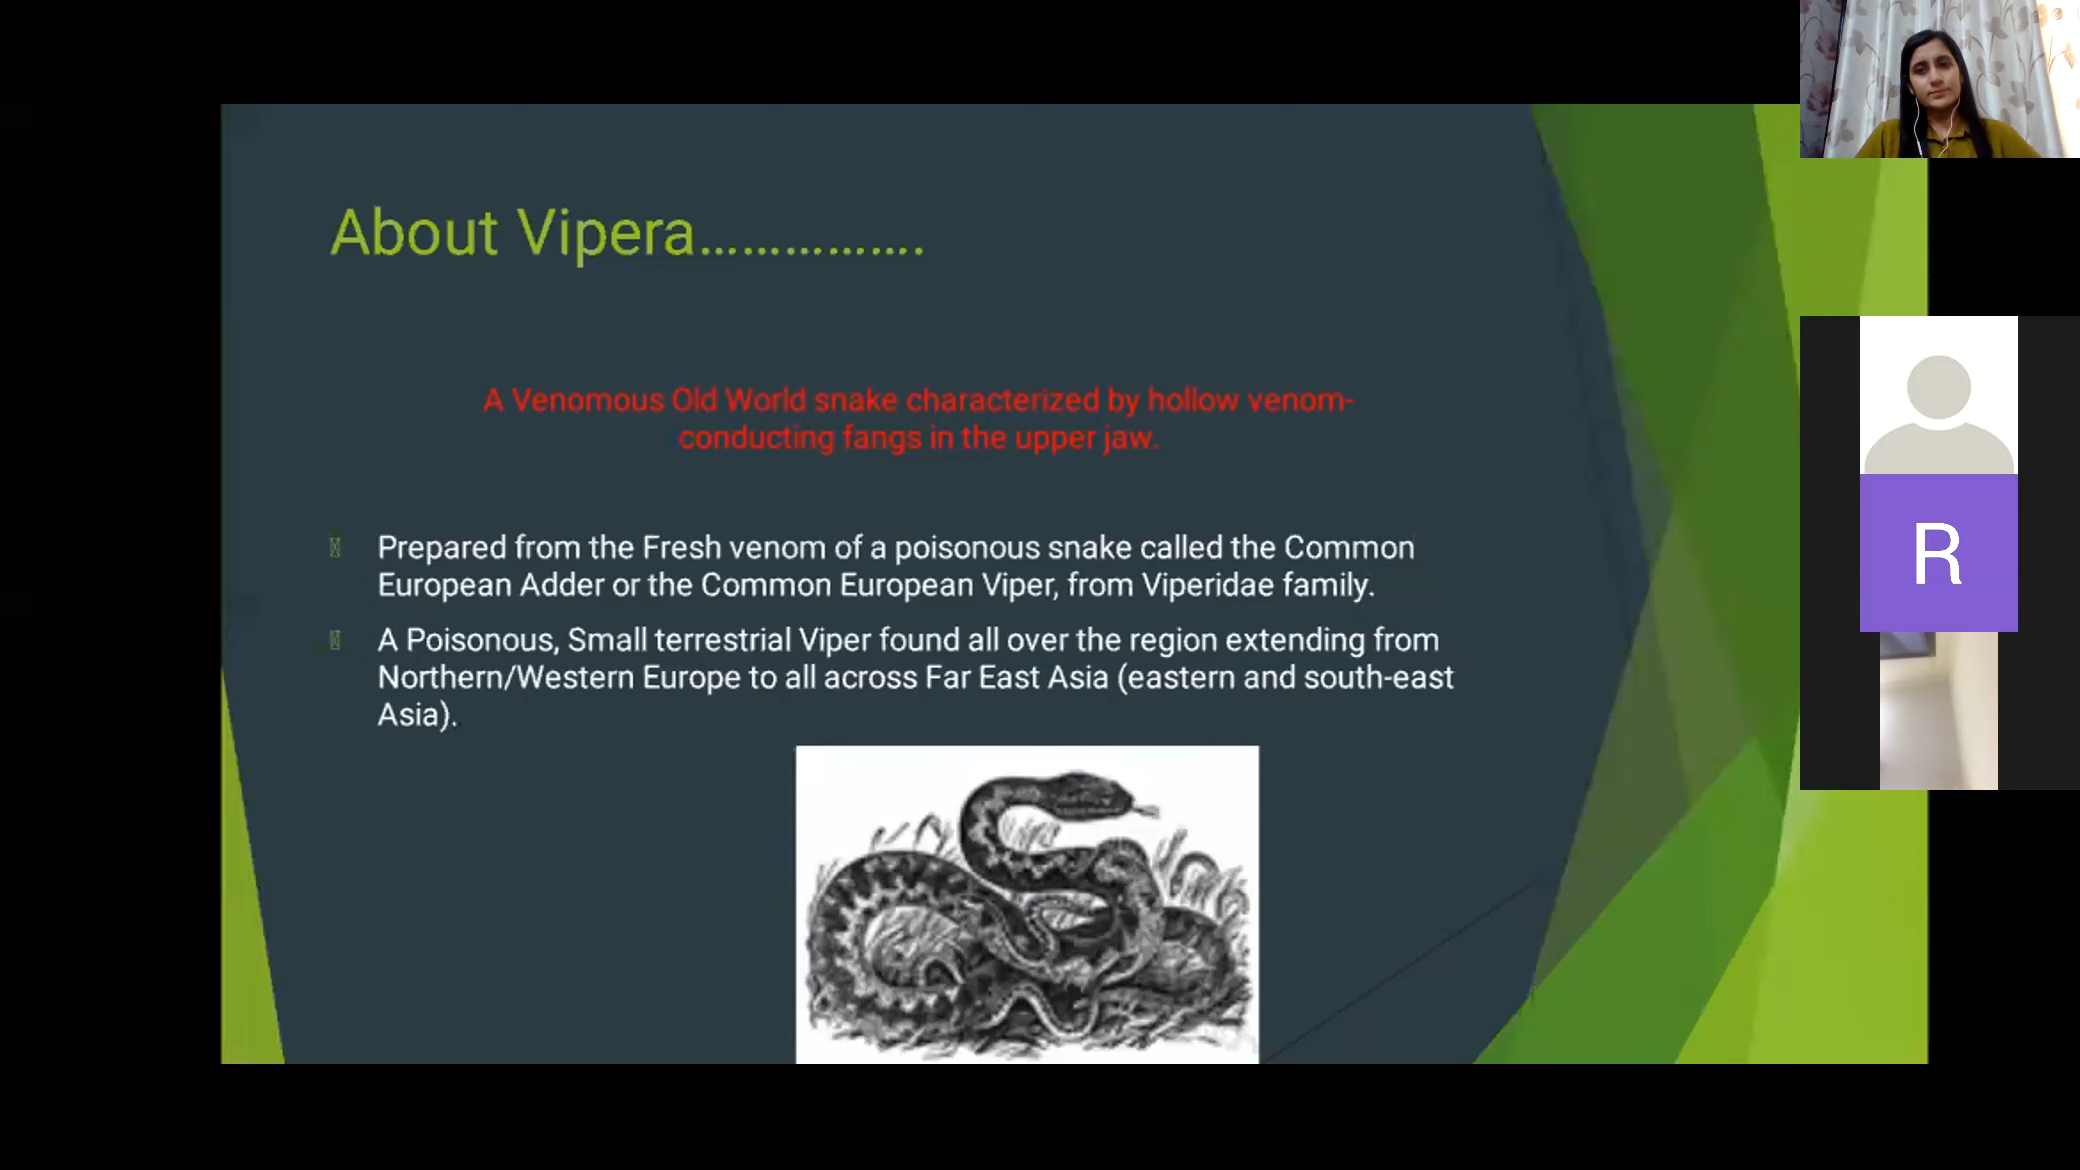 About Vipera................
A Venomous Old World snake characterized by hollow venom-
conducting fangs in the upper jaw.
Prepared from the Fresh venom of a poisonous snake called the Common
European Adder or the Common European Viper, from Viperidae family.
A Poisonous, Small terrestrial Viper found all over the region extending from
Northern/Western Europe to all across Far East Asia (eastern and south-east
Asia).
R